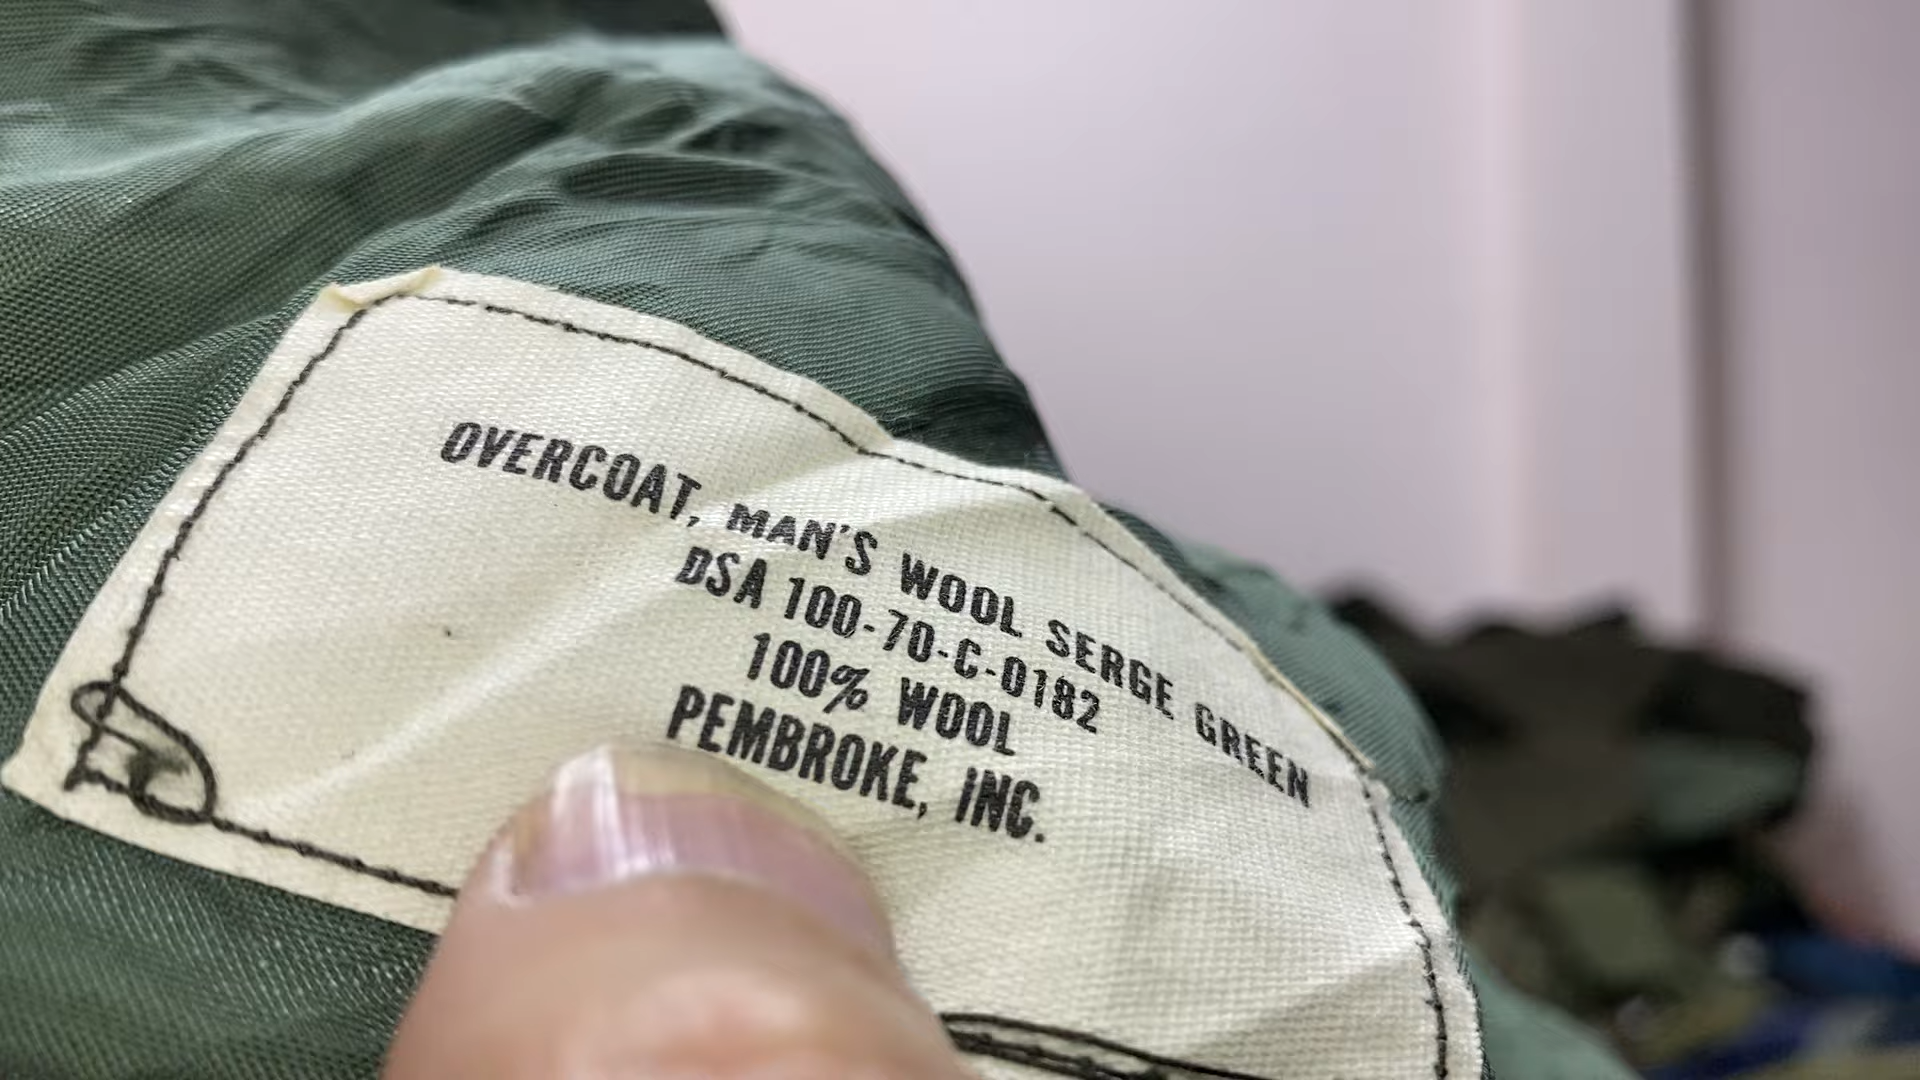 OVERCOAT, MAN'S WOOL SERGE GREEN
DSA 100-70-C-0182
100% WOOL
PEMBROKE, INC.